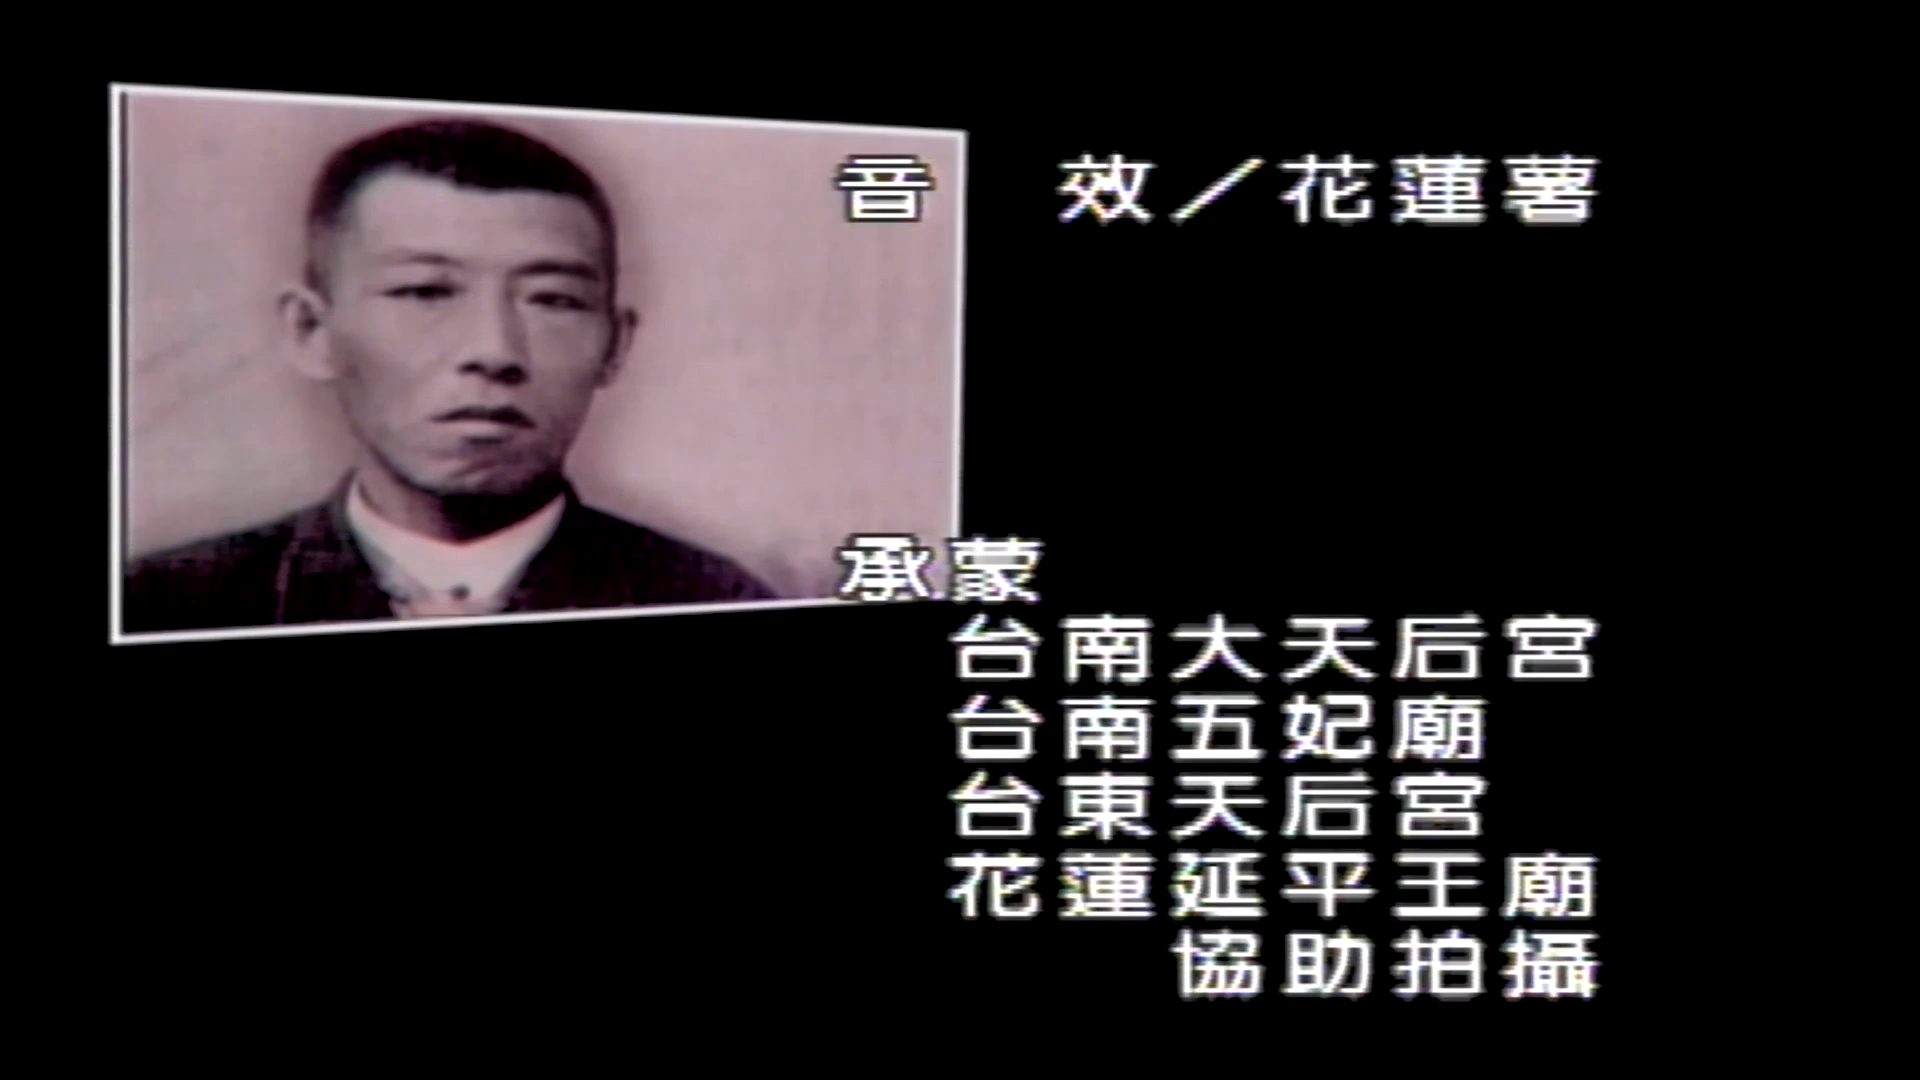 音　效／花蓮薯
承蒙
台南大天后宮
台南五妃廟
台東天后宮
花蓮延平王廟
協助拍攝